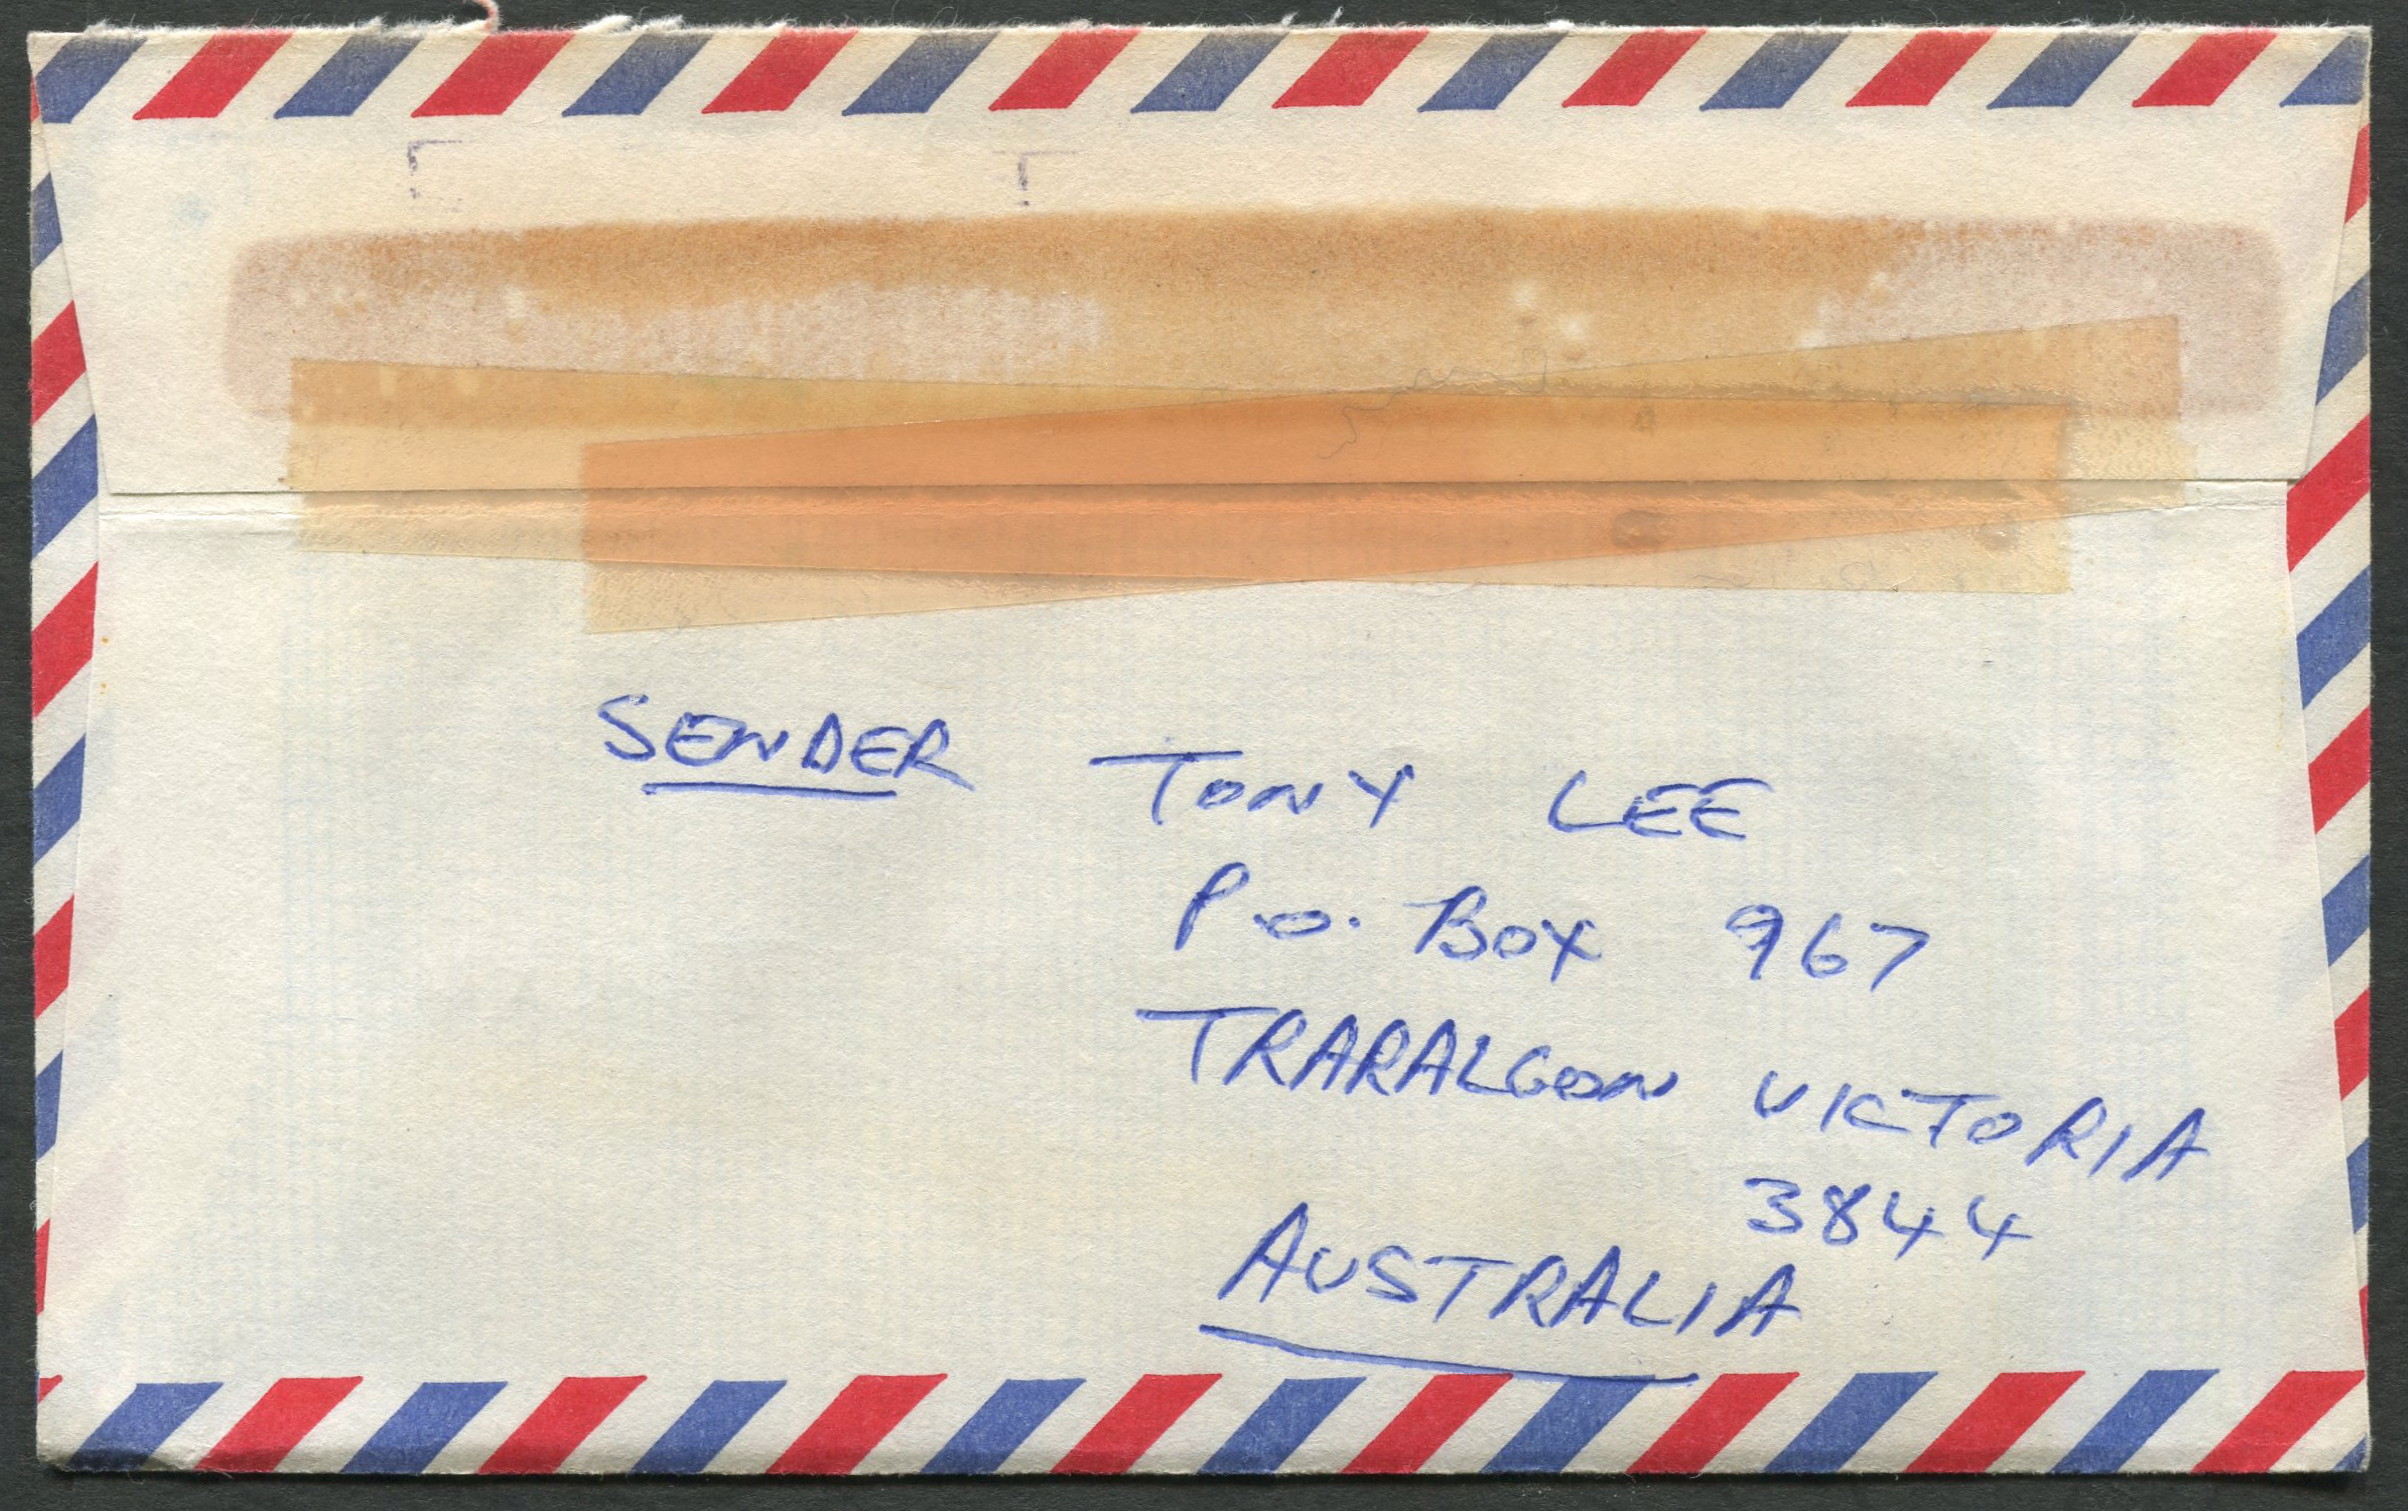 SENDER TONY LEE
P.O. BOX 967
TRARALGON VICTORIA
3844
AUSTRALIA